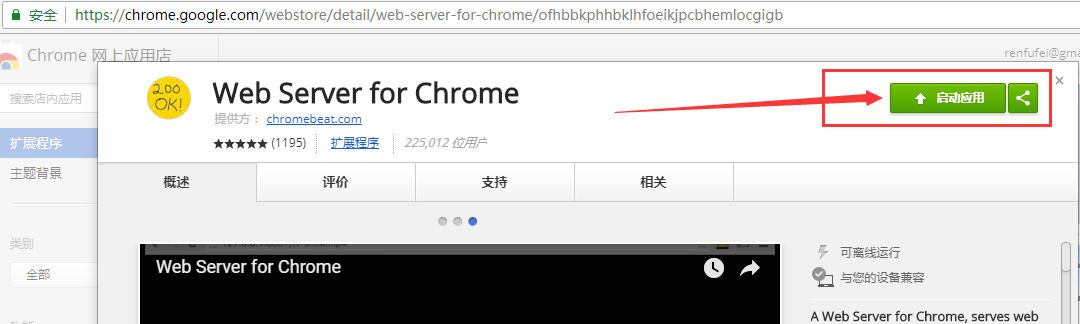 安全 https://chrome.google.com/webstore/detail/web-server-for-chrome/ofhbbkphhbklhfoeikjpcbhemlocgigb
Chrome 网上应用店
renfufei@gma
搜索店内应用
扩展程序
主题背景
类别
全部
200
OK!
Web Server for Chrome
提供方： chromebeat.com
★★★★★ (1195)
扩展程序
225,012 位用户
启动应用
概述
评价
支持
相关
Web Server for Chrome
可离线运行
与您的设备兼容
A Web Server for Chrome, serves web